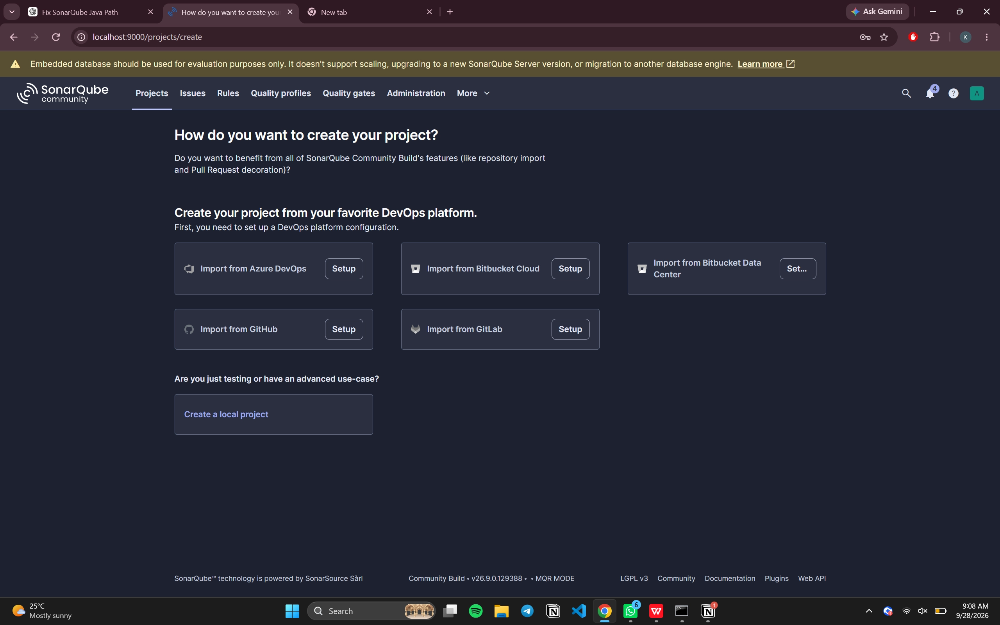 Fix SonarQube Java Path
How do you want to create you
New tab
Ask Gemini
localhost:9000/projects/create
K
Embedded database should be used for evaluation purposes only. It doesn't support scaling, upgrading to a new SonarQube Server version, or migration to another database engine. Learn more
SonarQube
community
Projects
Issues
Rules
Quality profiles
Quality gates
Administration
More
4
?
A
How do you want to create your project?
Do you want to benefit from all of SonarQube Community Build's features (like repository import
and Pull Request decoration)?
Create your project from your favorite DevOps platform.
First, you need to set up a DevOps platform configuration.
Import from Azure DevOps
Setup
Import from Bitbucket Cloud
Setup
Import from Bitbucket Data
Center
Set...
Import from GitHub
Setup
Import from GitLab
Setup
Are you just testing or have an advanced use-case?
Create a local project
SonarQube™ technology is powered by SonarSource Sàrl
Community Build • v26.9.0.129388 • • MQR MODE
LGPL v3
Community
Documentation
Plugins
Web API
25°C
Mostly sunny
Search
6
1
9:08 AM
9/28/2026